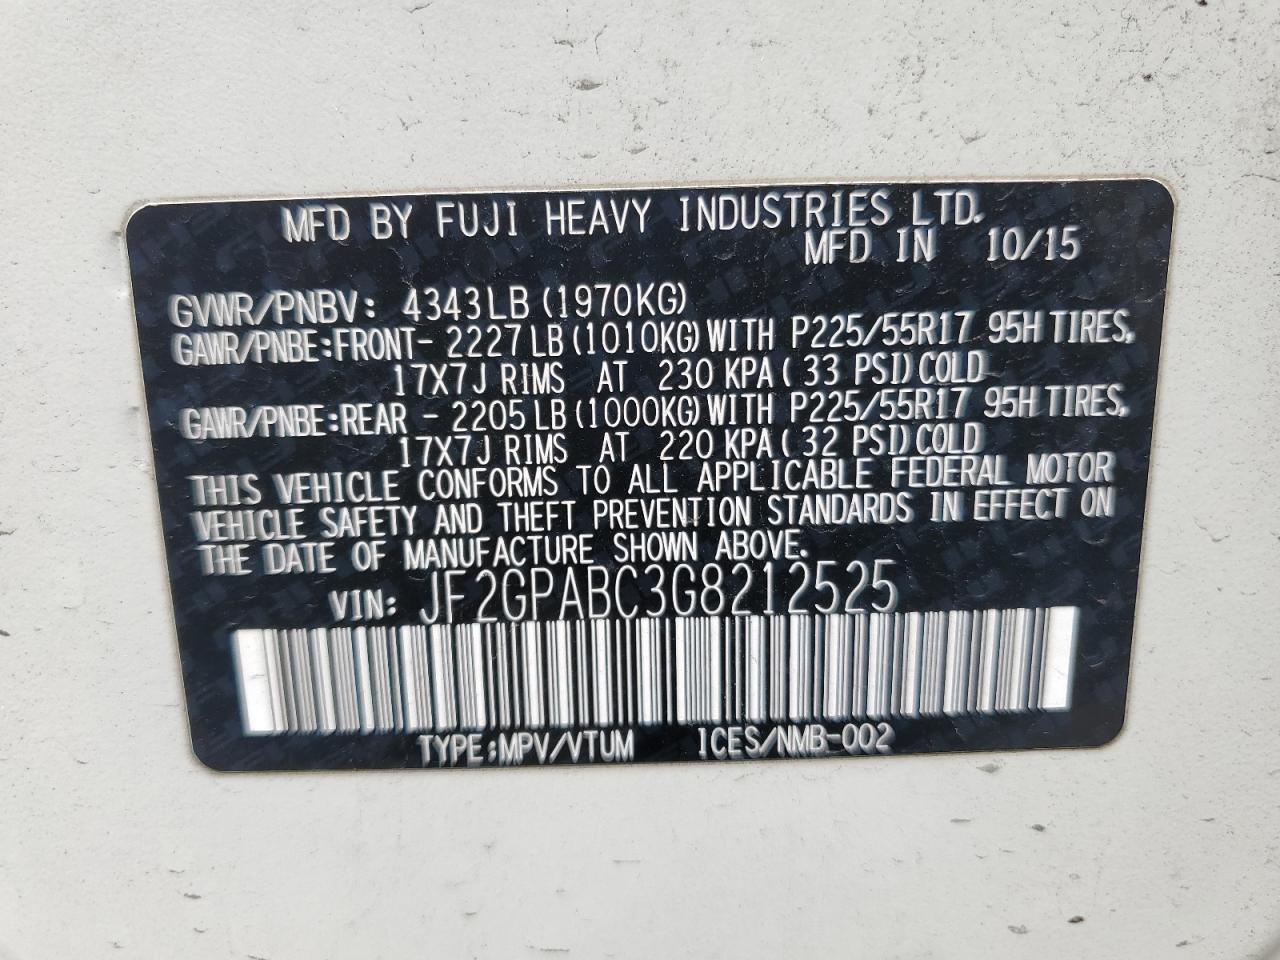 MFD BY FUJI HEAVY INDUSTRIES LTD.
MFD IN 10/15
GVWR/PNBV: 4343LB (1970KG)
GAWR/PNBE:FRONT- 2227LB (1010KG) WITH P225/55R17 95H TIRES,
17X7J RIMS AT 230 KPA ( 33 PSI) COLD
GAWR/PNBE:REAR - 2205LB (1000KG) WITH P225/55R17 95H TIRES,
17X7J RIMS AT 220 KPA ( 32 PSI) COLD
THIS VEHICLE CONFORMS TO ALL APPLICABLE FEDERAL MOTOR
VEHICLE SAFETY AND THEFT PREVENTION STANDARDS IN EFFECT ON
THE DATE OF MANUFACTURE SHOWN ABOVE.
VIN: JF2GPABC3G8212525
TYPE:MPV/VTUM ICES/NMB-002